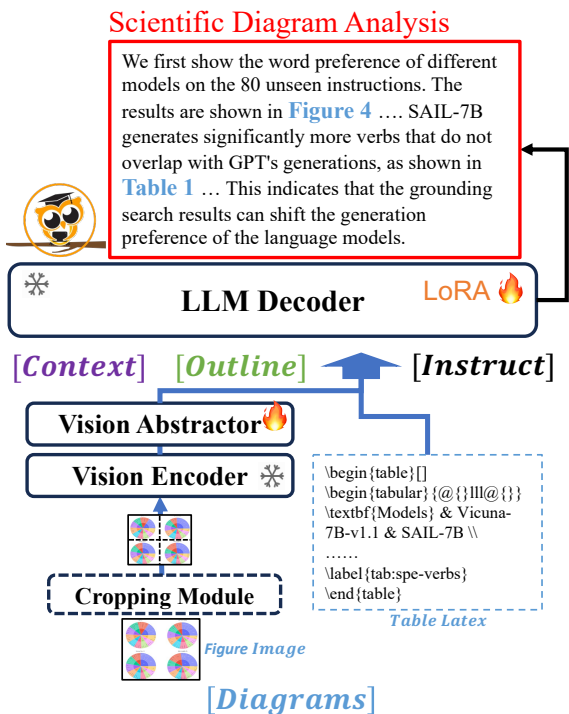 Scientific Diagram Analysis
We first show the word preference of different
models on the 80 unseen instructions. The
results are shown in Figure 4 .... SAIL-7B
generates significantly more verbs that do not
overlap with GPT's generations, as shown in
Table 1 ... This indicates that the grounding
search results can shift the generation
preference of the language models.
LLM Decoder
LoRA
[Context] [Outline] [Instruct]
Vision Abstractor
Vision Encoder
\begin{table}[]
\begin{tabular}{@{}lll@{}}
\textbf{Models} & Vicuna-
7B-v1.1 & SAIL-7B \\
......
\label{tab:spe-verbs}
\end{table}
Table Latex
Cropping Module
Figure Image
[Diagrams]